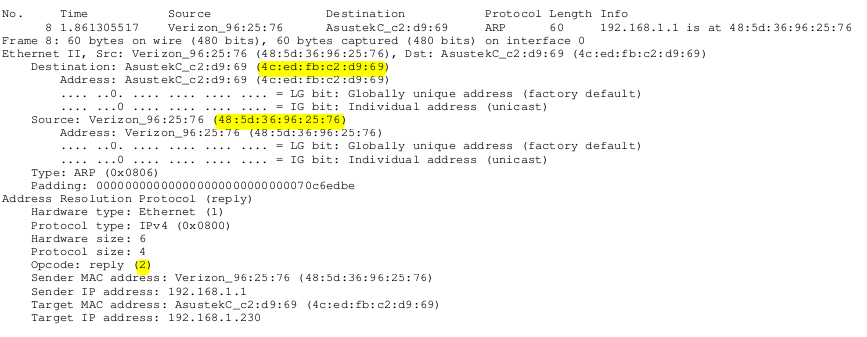 No. Time Source Destination Protocol Length Info
8 1.861305517 Verizon_96:25:76 AsustekC_c2:d9:69 ARP 60 192.168.1.1 is at 48:5d:36:96:25:76
Frame 8: 60 bytes on wire (480 bits), 60 bytes captured (480 bits) on interface 0
Ethernet II, Src: Verizon_96:25:76 (48:5d:36:96:25:76), Dst: AsustekC_c2:d9:69 (4c:ed:fb:c2:d9:69)
Destination: AsustekC_c2:d9:69 (4c:ed:fb:c2:d9:69)
Address: AsustekC_c2:d9:69 (4c:ed:fb:c2:d9:69)
.... ..0. .... .... .... .... = LG bit: Globally unique address (factory default)
.... ...0 .... .... .... .... = IG bit: Individual address (unicast)
Source: Verizon_96:25:76 (48:5d:36:96:25:76)
Address: Verizon_96:25:76 (48:5d:36:96:25:76)
.... ..0. .... .... .... .... = LG bit: Globally unique address (factory default)
.... ...0 .... .... .... .... = IG bit: Individual address (unicast)
Type: ARP (0x0806)
Padding: 0000000000000000000000000000070c6edbe
Address Resolution Protocol (reply)
Hardware type: Ethernet (1)
Protocol type: IPv4 (0x0800)
Hardware size: 6
Protocol size: 4
Opcode: reply (2)
Sender MAC address: Verizon_96:25:76 (48:5d:36:96:25:76)
Sender IP address: 192.168.1.1
Target MAC address: AsustekC_c2:d9:69 (4c:ed:fb:c2:d9:69)
Target IP address: 192.168.1.230